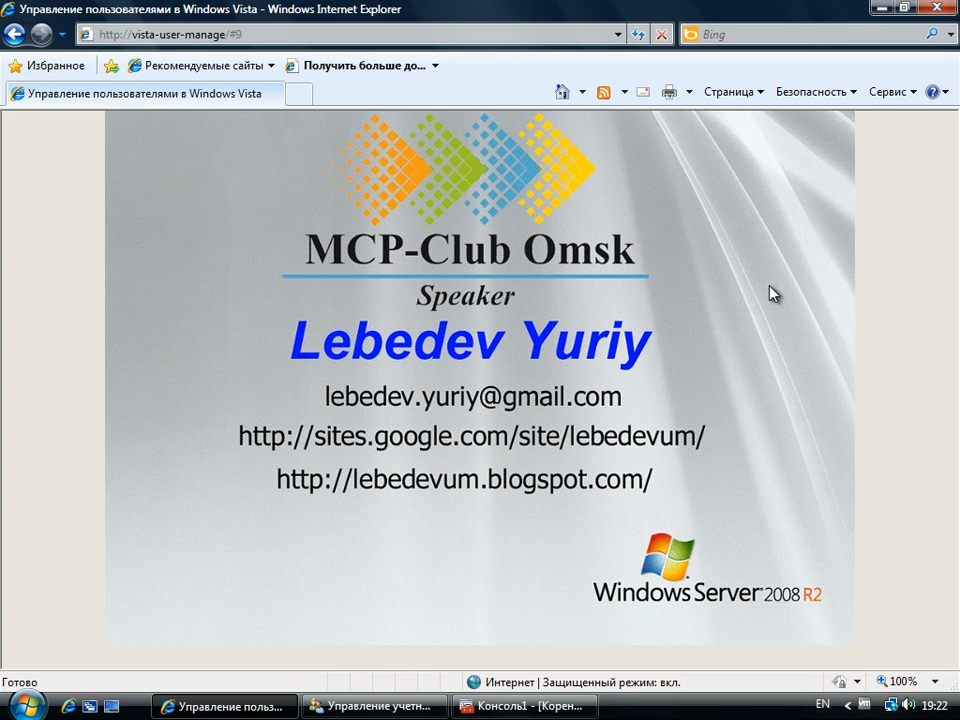 Управление пользователями в Windows Vista - Windows Internet Explorer
http://vista-user-manage/#9
Bing
Избранное
Рекомендуемые сайты
Получить больше до...
Управление пользователями в Windows Vista
Страница
Безопасность
Сервис
MCP-Club Omsk
Speaker
Lebedev Yuriy
lebedev.yuriy@gmail.com
http://sites.google.com/site/lebedevum/
http://lebedevum.blogspot.com/
Windows Server 2008 R2
Готово
Интернет | Защищенный режим: вкл.
100%
Управление польз...
Управление учетн...
Консоль1 - [Корен...
EN
19:22